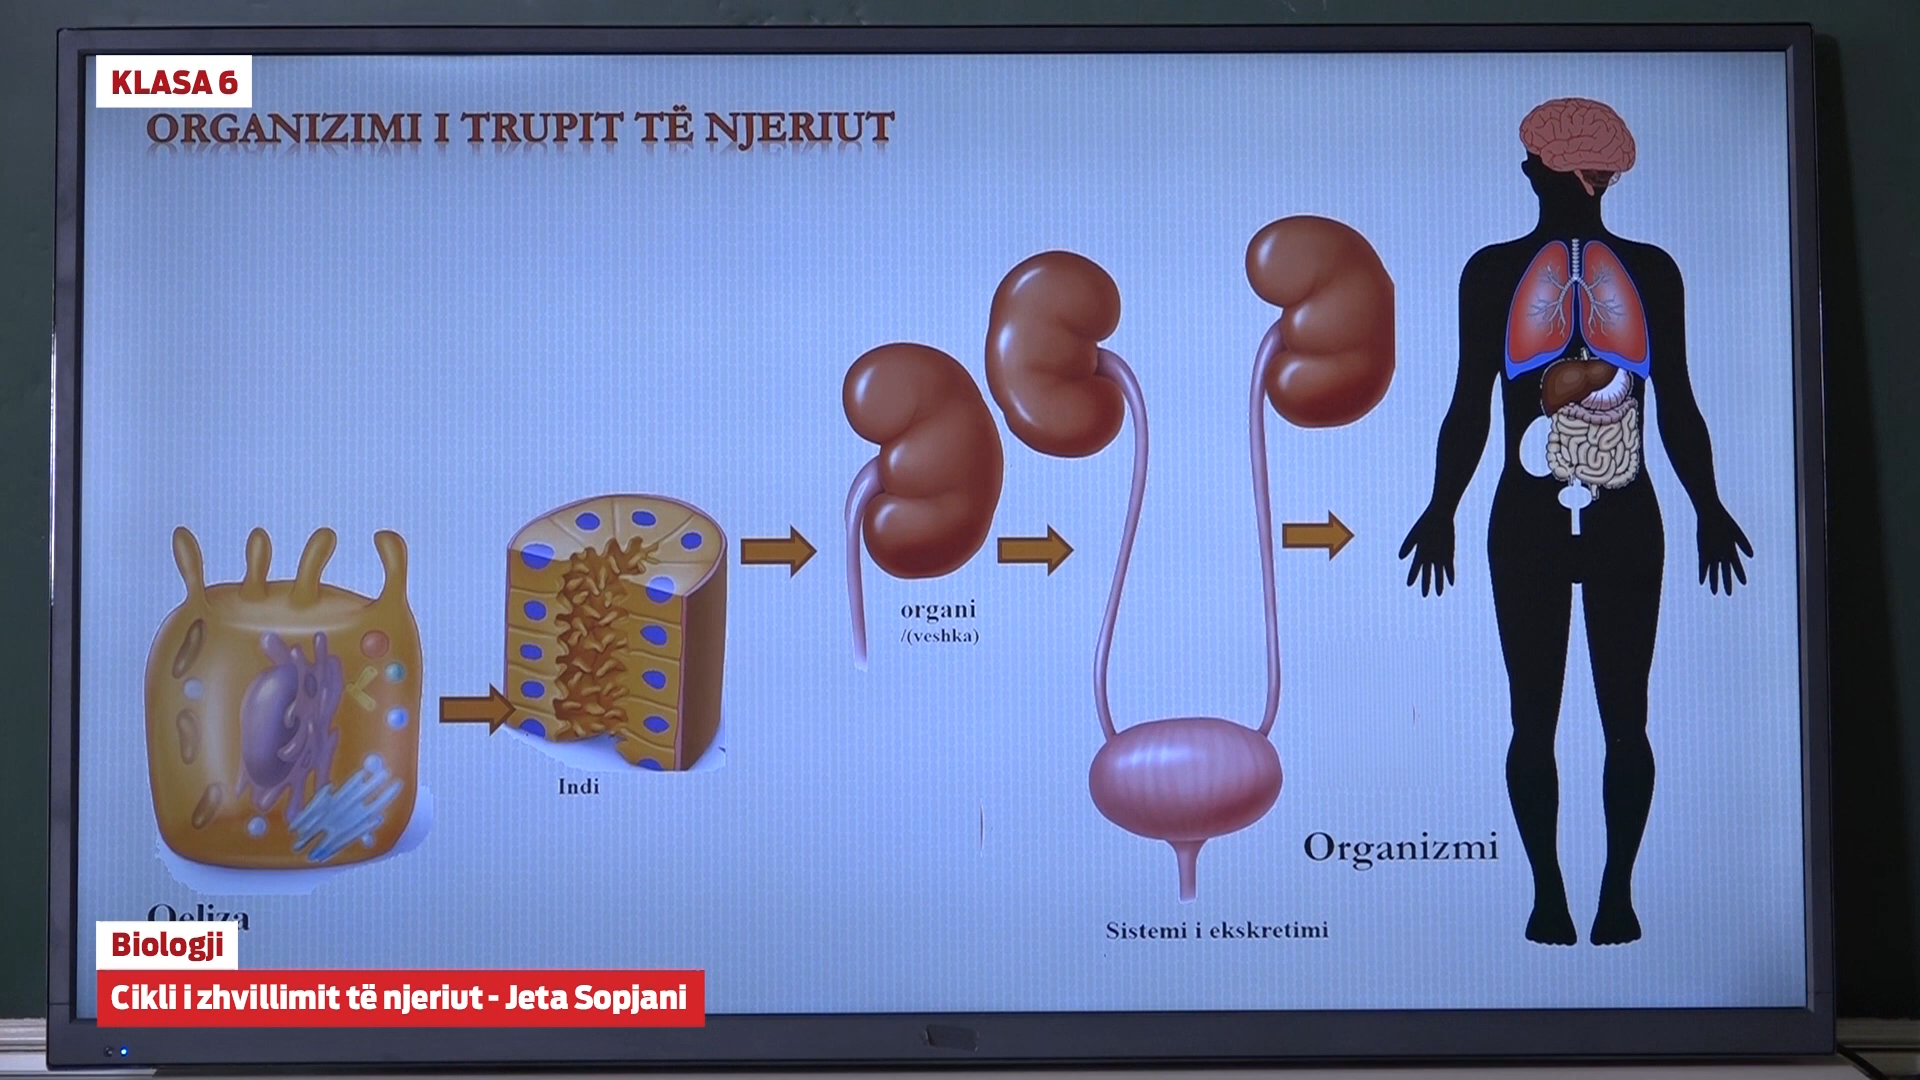 KLASA 6
ORGANIZIMI I TRUPIT TË NJERIUT
organi
/(veshka)
Indi
Organizmi
Qeliza
Sistemi i ekskretimi
Biologji
Cikli i zhvillimit të njeriut - Jeta Sopjani